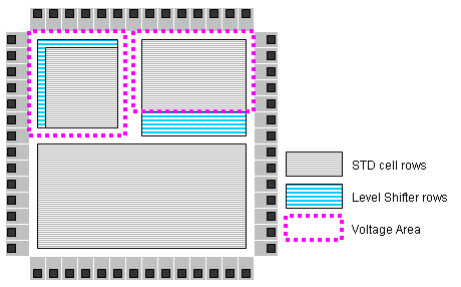 STD cell rows
Level Shifter rows
Voltage Area